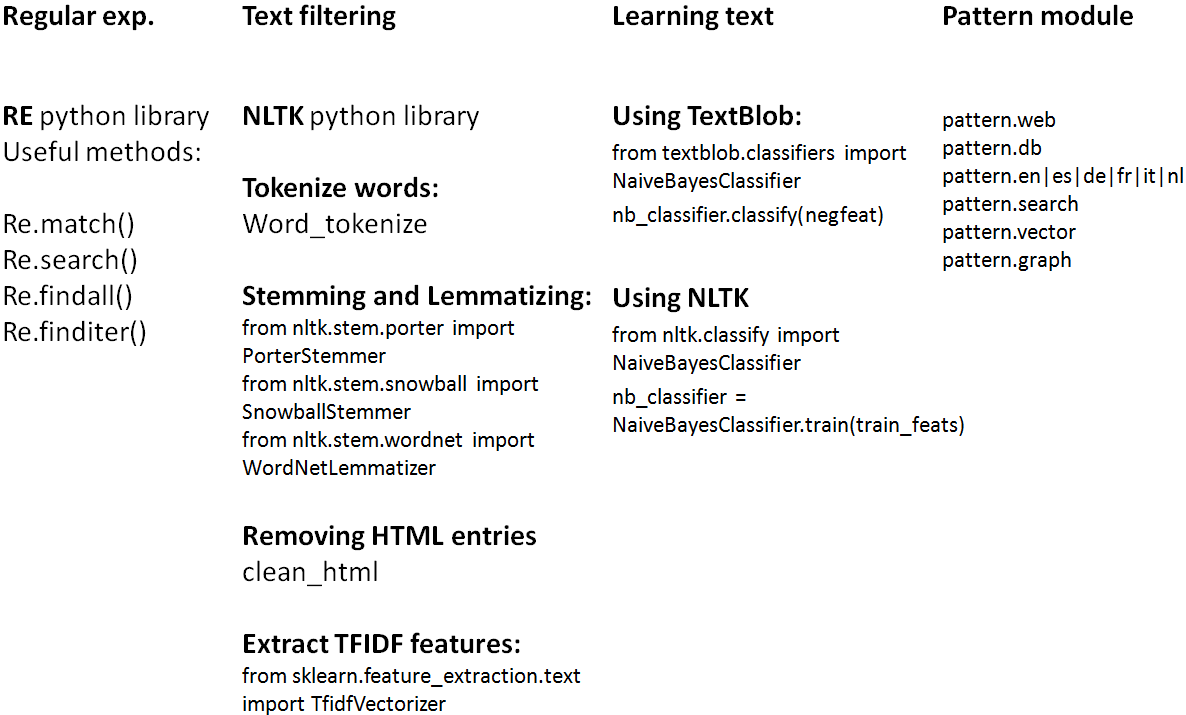 Regular exp.
RE python library
Useful methods:
Re.match()
Re.search()
Re.findall()
Re.finditer()
Text filtering
NLTK python library
Tokenize words:
Word_tokenize
Stemming and Lemmatizing:
from nltk.stem.porter import
PorterStemmer
from nltk.stem.snowball import
SnowballStemmer
from nltk.stem.wordnet import
WordNetLemmatizer
Removing HTML entries
clean_html
Extract TFIDF features:
from sklearn.feature_extraction.text
import TfidfVectorizer
Learning text
Using TextBlob:
from textblob.classifiers import
NaiveBayesClassifier
nb_classifier.classify(negfeat)
Using NLTK
from nltk.classify import
NaiveBayesClassifier
nb_classifier =
NaiveBayesClassifier.train(train_feats)
Pattern module
pattern.web
pattern.db
pattern.en|es|de|fr|it|nl
pattern.search
pattern.vector
pattern.graph